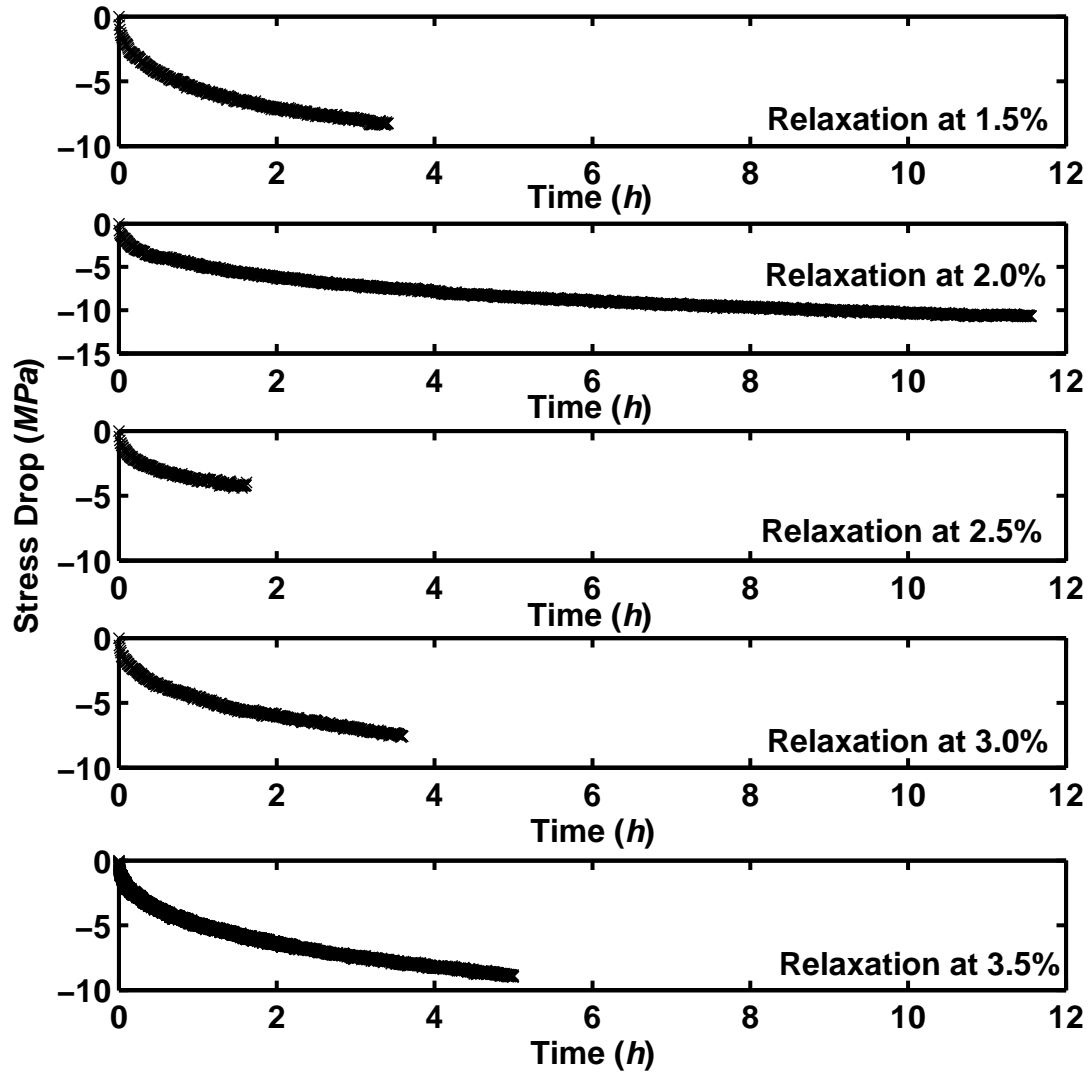 0
−5
−10
Relaxation at 1.5%
0 2 4 6 8 10 12
Time (h)
0
−5
−10
−15
Relaxation at 2.0%
0 2 4 6 8 10 12
Time (h)
Stress Drop (MPa)
0
−5
−10
Relaxation at 2.5%
0 2 4 6 8 10 12
Time (h)
0
−5
−10
Relaxation at 3.0%
0 2 4 6 8 10 12
Time (h)
0
−5
−10
Relaxation at 3.5%
0 2 4 6 8 10 12
Time (h)